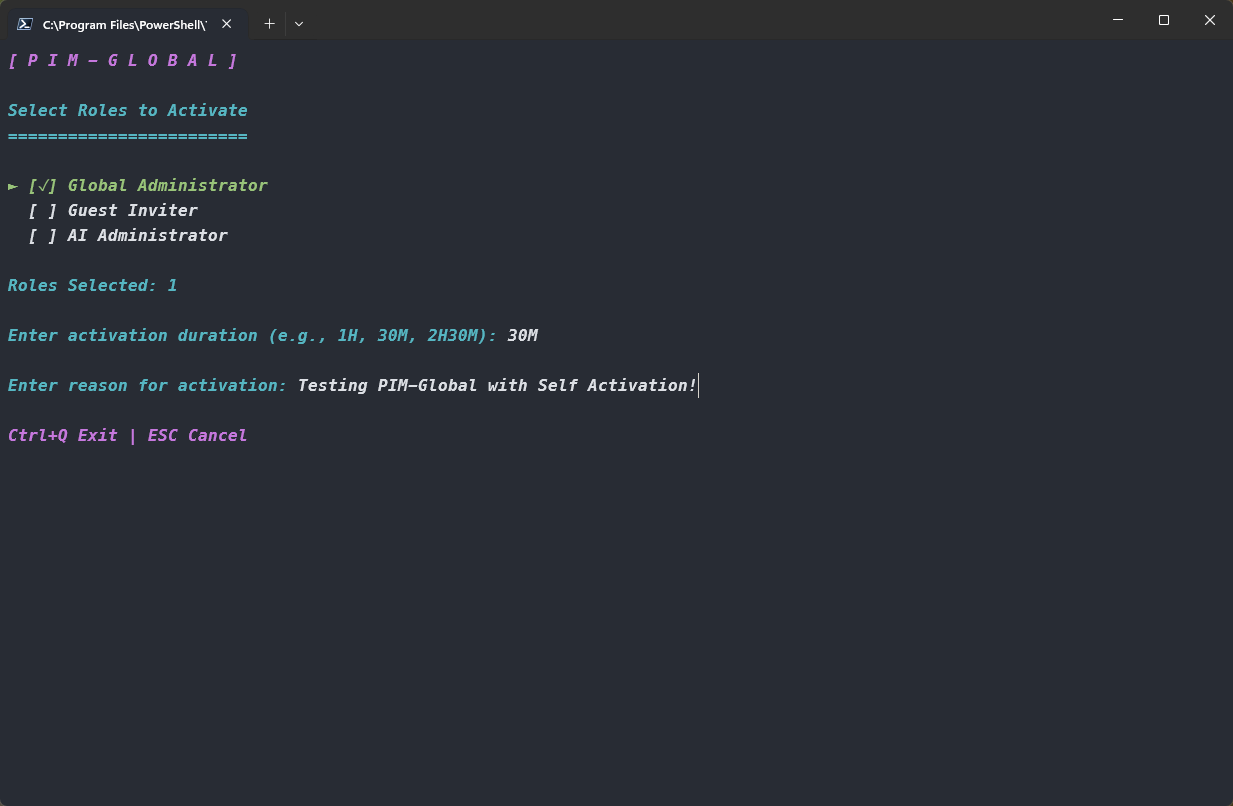 C:\Program Files\PowerShell\
[ P I M - G L O B A L ]
Select Roles to Activate
========================
► [√] Global Administrator
[ ] Guest Inviter
[ ] AI Administrator
Roles Selected: 1
Enter activation duration (e.g., 1H, 30M, 2H30M): 30M
Enter reason for activation: Testing PIM-Global with Self Activation!
Ctrl+Q Exit | ESC Cancel